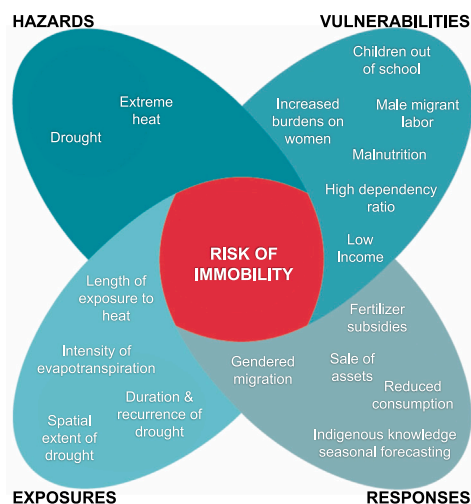 HAZARDS
Extreme
heat
Drought
VULNERABILITIES
Children out
of school
Increased
burdens on
women
Male migrant
labor
Malnutrition
High dependency
ratio
Low
Income
RISK OF
IMMOBILITY
Length of
exposure to
heat
Intensity of
evapotranspiration
Duration &
recurrence of
drought
Spatial
extent of
drought
EXPOSURES
Fertilizer
subsidies
Gendered
migration
Sale of
assets
Reduced
consumption
Indigenous knowledge
seasonal forecasting
RESPONSES